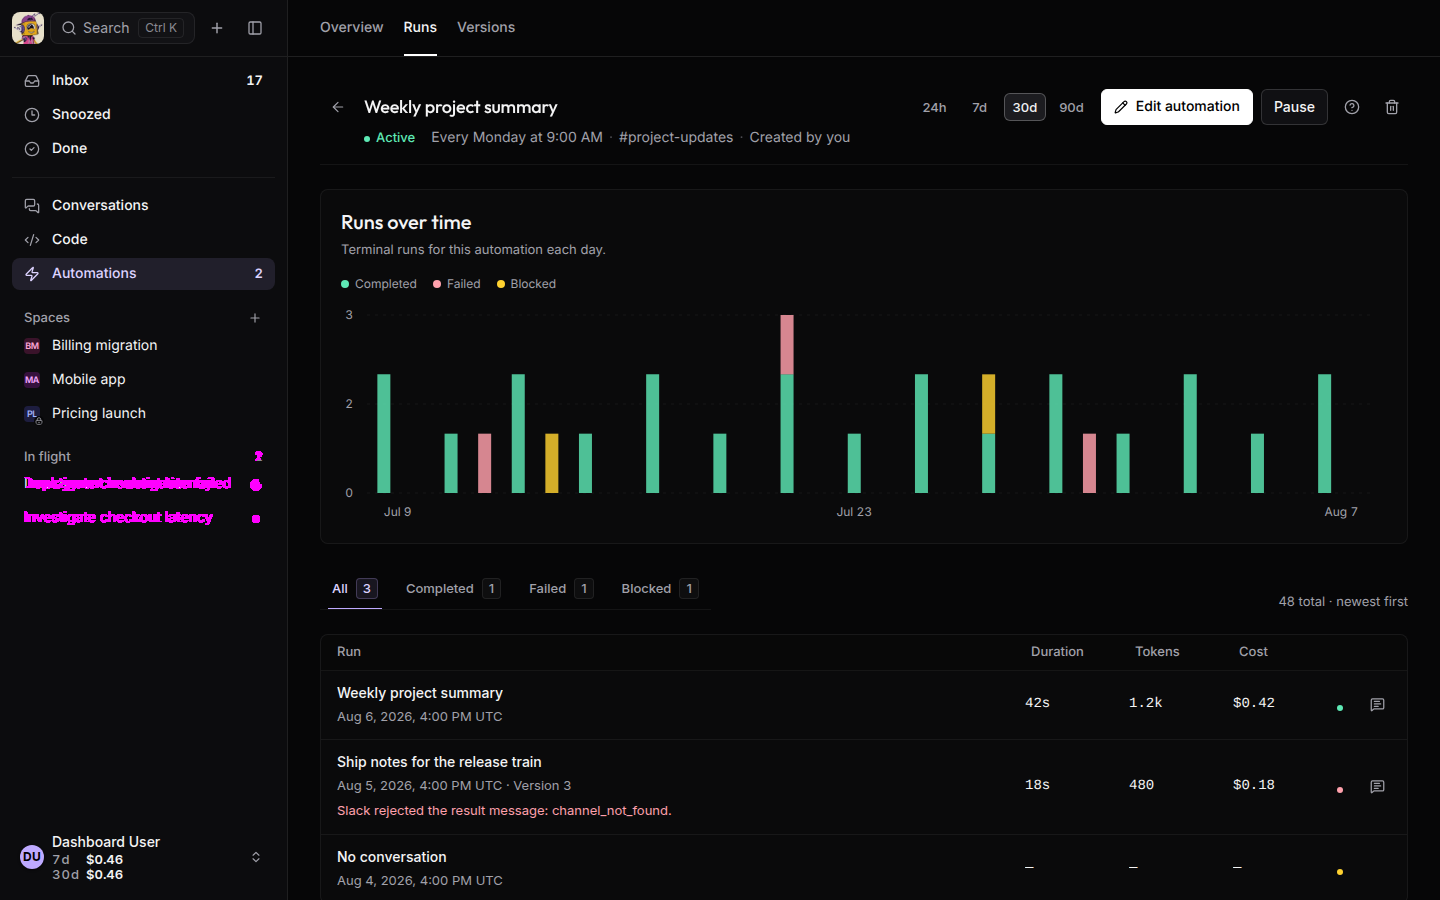 Search Ctrl K
Inbox 17
Snoozed
Done
Conversations
Code
Automations 2
Spaces
BM Billing migration
MA Mobile app
PL Pricing launch
In flight
Investigate checkout latency
DU Dashboard User
7d $0.46
30d $0.46
Overview Runs Versions
Weekly project summary
24h 7d 30d 90d Edit automation Pause
Active Every Monday at 9:00 AM · #project-updates · Created by you
Runs over time
Terminal runs for this automation each day.
Completed Failed Blocked
3
2
0
Jul 9 Jul 23 Aug 7
All 3 Completed 1 Failed 1 Blocked 1
48 total · newest first
Run Duration Tokens Cost
Weekly project summary
Aug 6, 2026, 4:00 PM UTC
42s 1.2k $0.42
Ship notes for the release train
Aug 5, 2026, 4:00 PM UTC · Version 3
Slack rejected the result message: channel_not_found.
18s 480 $0.18
No conversation
Aug 4, 2026, 4:00 PM UTC
— — —